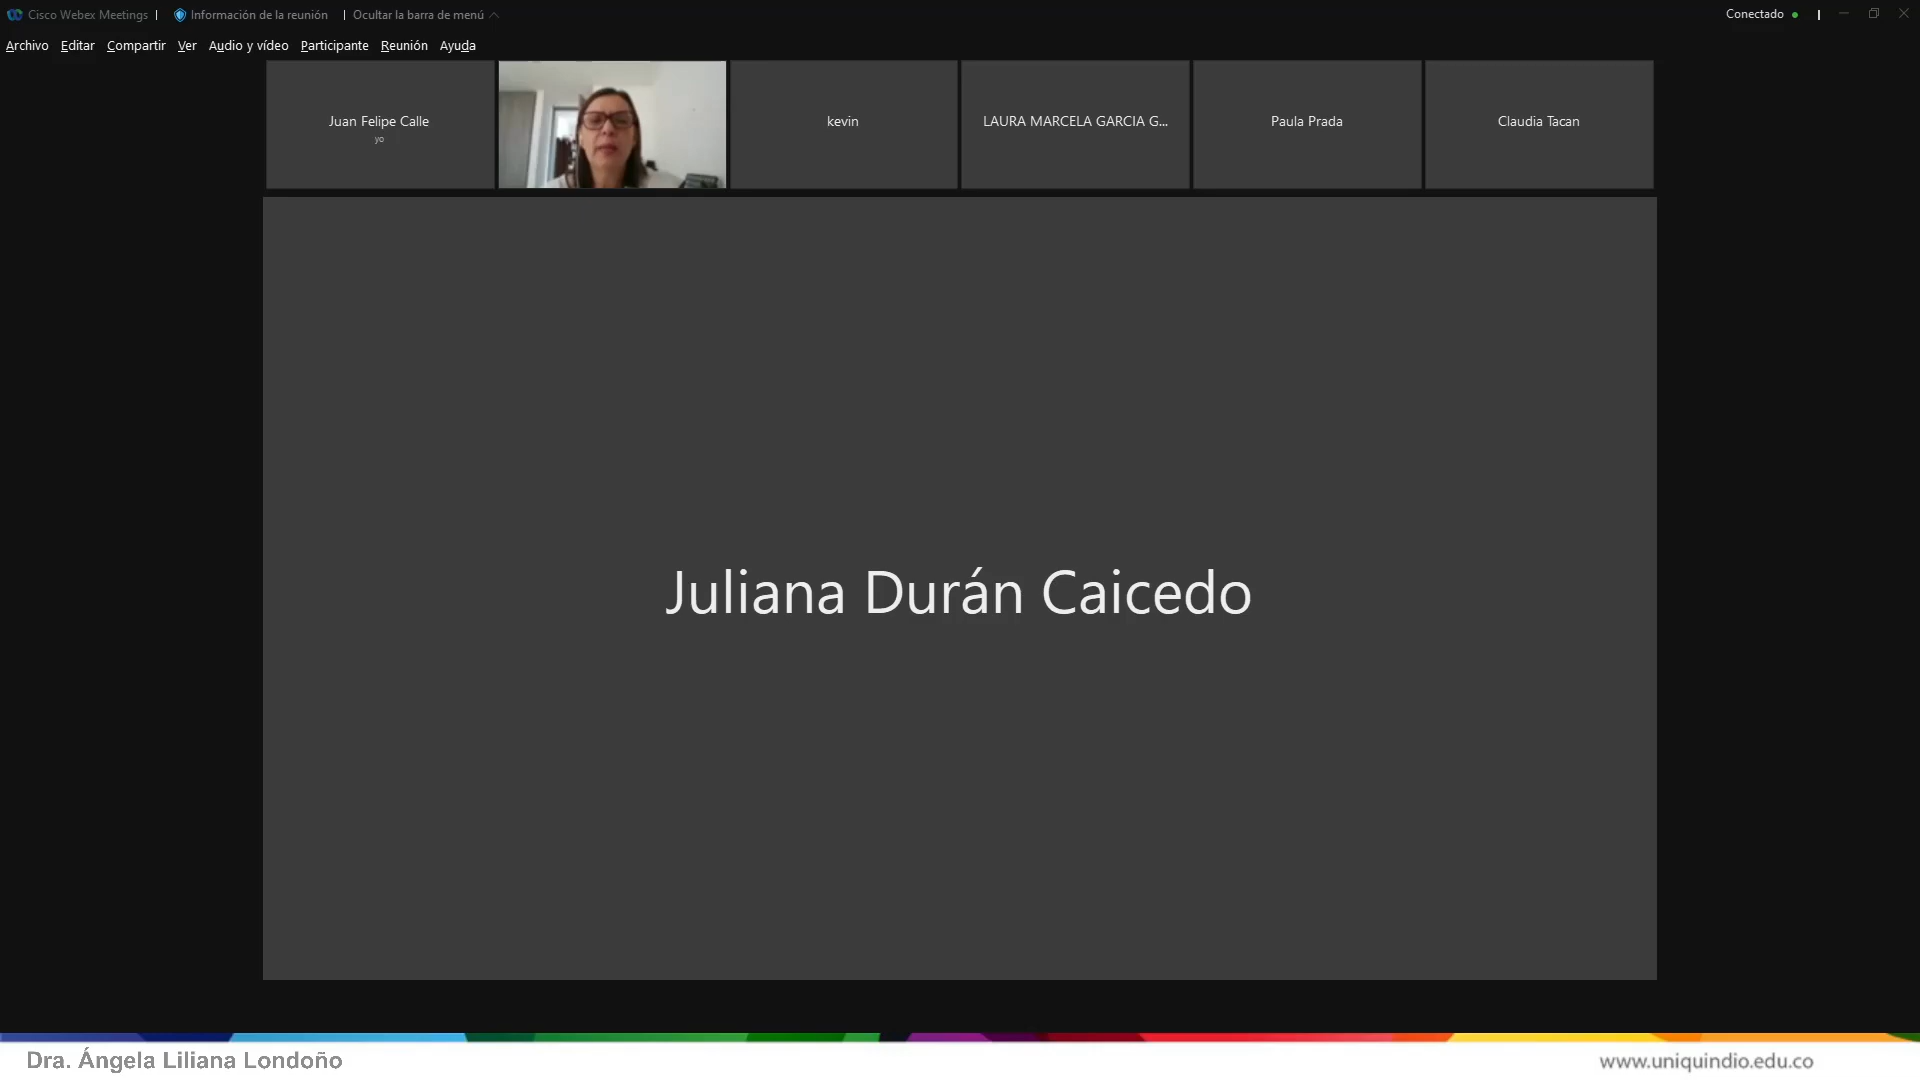 Cisco Webex Meetings | Información de la reunión | Ocultar la barra de menú
Conectado
Archivo Editar Compartir Ver Audio y vídeo Participante Reunión Ayuda
Juan Felipe Calle
yo
kevin
LAURA MARCELA GARCIA G...
Paula Prada
Claudia Tacan
Juliana Durán Caicedo
Dra. Ángela Liliana Londoño
www.uniquindio.edu.co